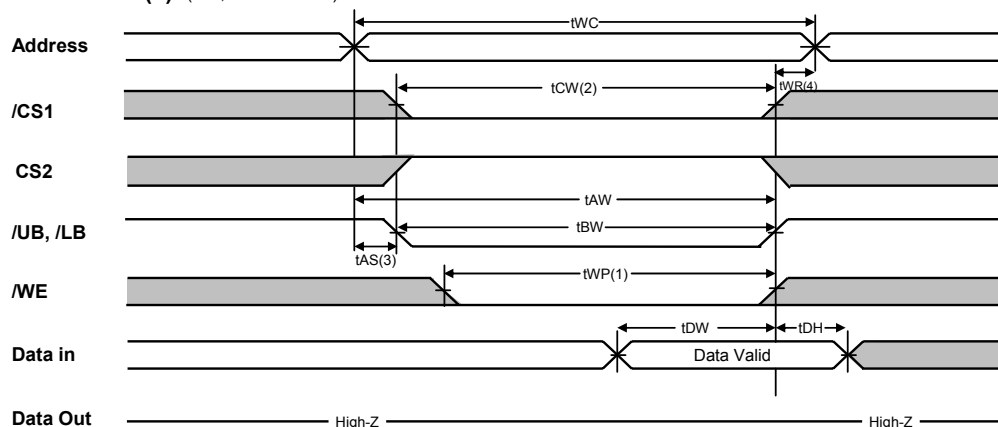 tWC
Address
tCW(2)
tWR(4)
/CS1
CS2
tAW
/UB, /LB
tBW
tAS(3)
tWP(1)
/WE
tDW
tDH
Data in
Data Valid
Data Out
High-Z
High-Z